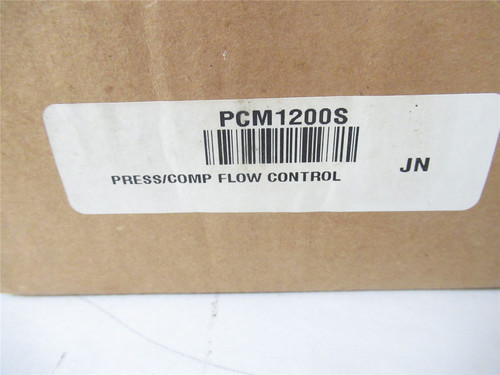 PCM1200S
PRESS/COMP FLOW CONTROL
JN